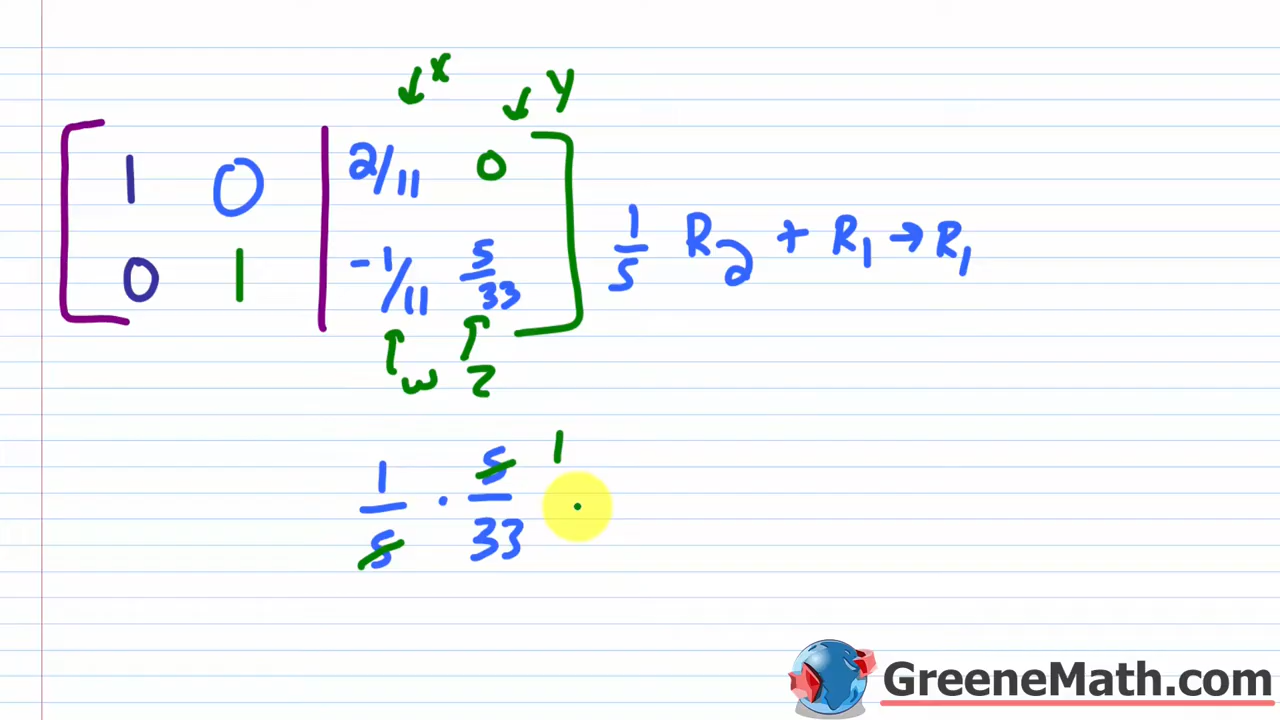 x y
1 0 2/11 0
1/5 R2 + R1 → R1
0 1 -1/11 5/33
w z
1/5 · 5/33 1
GreeneMath.com